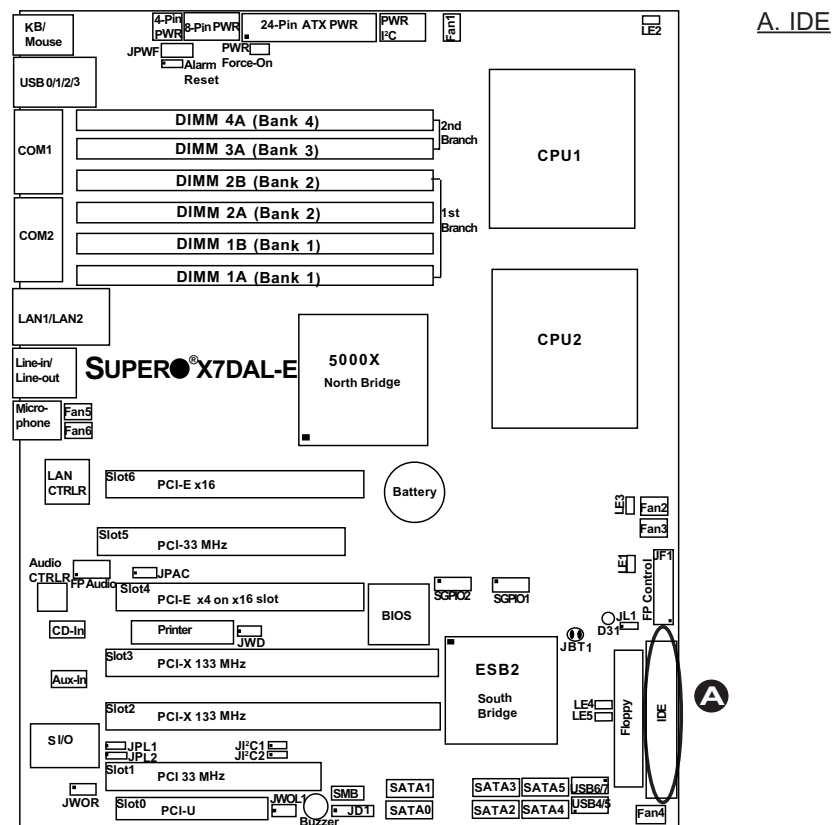 A. IDE
KB/
Mouse
4-Pin
PWR
8-Pin PWR
24-Pin ATX PWR
PWR
I²C
Fan1
LE2
JPWF
Alarm
Reset
PWR
Force-On
USB 0/1/2/3
DIMM 4A (Bank 4)
DIMM 3A (Bank 3)
2nd
Branch
DIMM 2B (Bank 2)
DIMM 2A (Bank 2)
DIMM 1B (Bank 1)
DIMM 1A (Bank 1)
1st
Branch
CPU1
COM1
COM2
LAN1/LAN2
CPU2
Line-in/
Line-out
SUPER®X7DAL-E
5000X
North Bridge
Micro-
phone
Fan5
Fan6
LAN
CTRLR
Slot6
PCI-E x16
Battery
LE3
Fan2
Fan3
Slot5
PCI-33 MHz
Audio
CTRLR
FP Audio
JPAC
LE1
JF1
FP Control
Slot4
PCI-E x4 on x16 slot
BIOS
SGPIO2
SGPIO1
JL1
D31
CD-In
Printer
JWD
JBT1
Slot3
PCI-X 133 MHz
ESB2
South
Bridge
Aux-In
Slot2
PCI-X 133 MHz
LE4
LE5
Floppy
IDE
A
S I/O
JPL1
JPL2
JI²C1
JI²C2
Slot1
PCI 33 MHz
JWOR
Slot0
PCI-U
JWOL1
Buzzer
SMB
JD1
SATA1
SATA0
SATA3
SATA2
SATA5
SATA4
USB6/7
USB4/5
Fan4